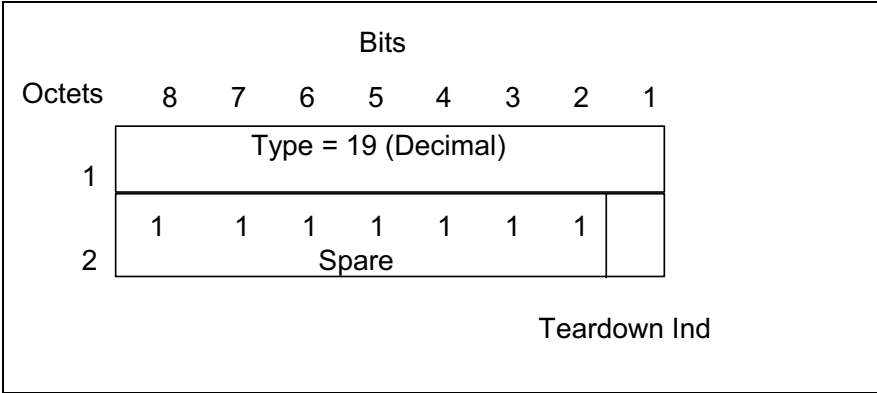 Bits
Octets 8 7 6 5 4 3 2 1
Type = 19 (Decimal)
1
1 1 1 1 1 1 1
2 Spare
Teardown Ind